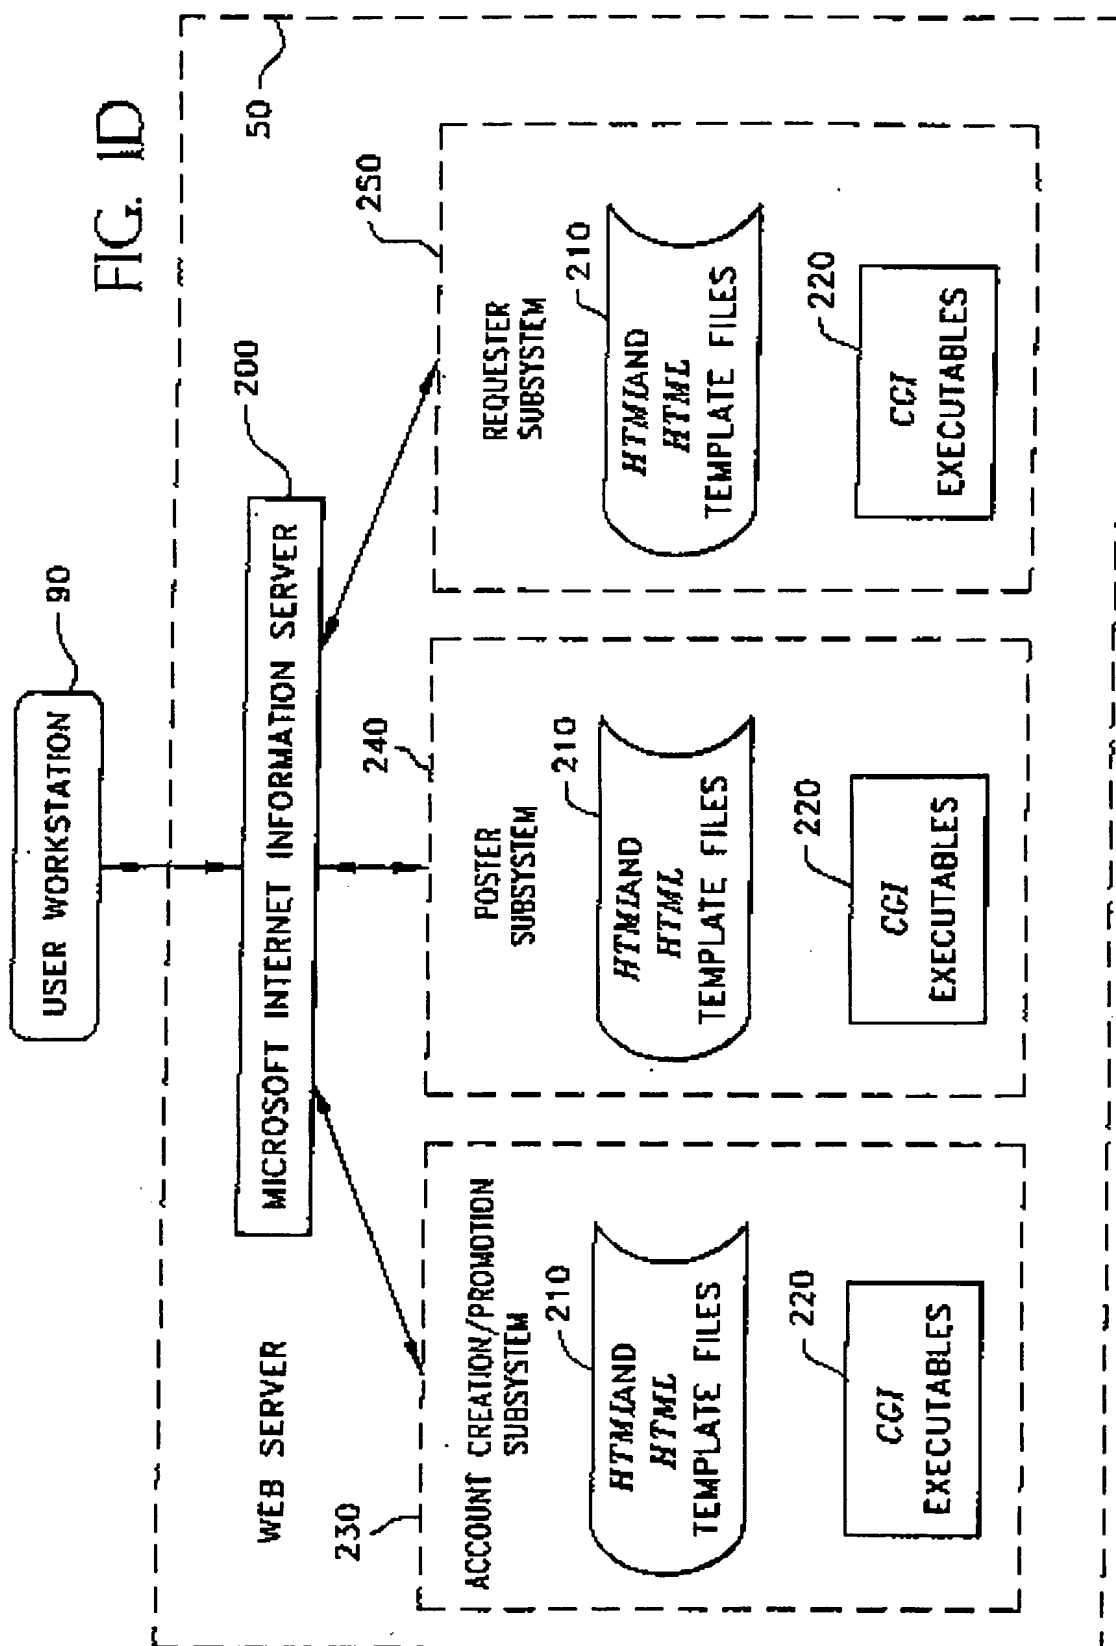 FIG. 1D
USER WORKSTATION
90
50
WEB SERVER
MICROSOFT INTERNET INFORMATION SERVER
200
230
ACCOUNT CREATION/PROMOTION
SUBSYSTEM
210
HTMLAND
HTML
TEMPLATE FILES
220
CGI
EXECUTABLES
240
POSTER
SUBSYSTEM
210
HTMLAND
HTML
TEMPLATE FILES
220
CGI
EXECUTABLES
250
REQUESTER
SUBSYSTEM
210
HTMLAND
HTML
TEMPLATE FILES
220
CGI
EXECUTABLES